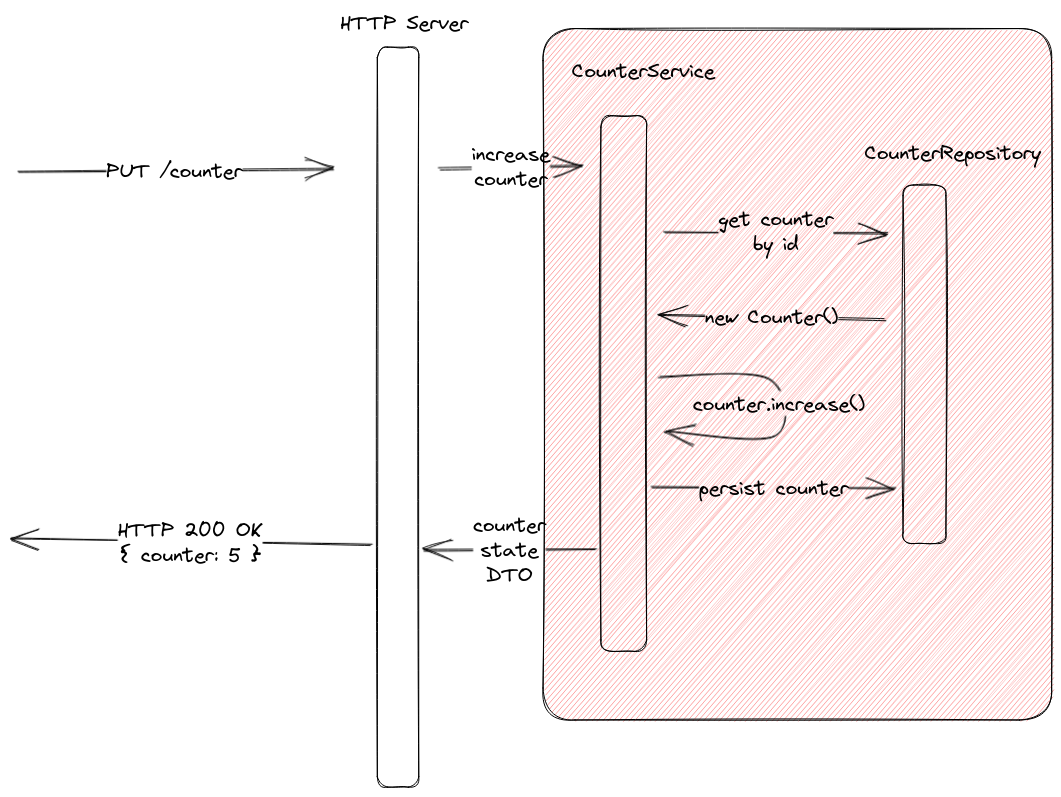 HTTP Server
CounterService
CounterRepository
PUT /counter
increase
counter
get counter
by id
new Counter()
counter.increase()
persist counter
counter
state
DTO
HTTP 200 OK
{ counter: 5 }